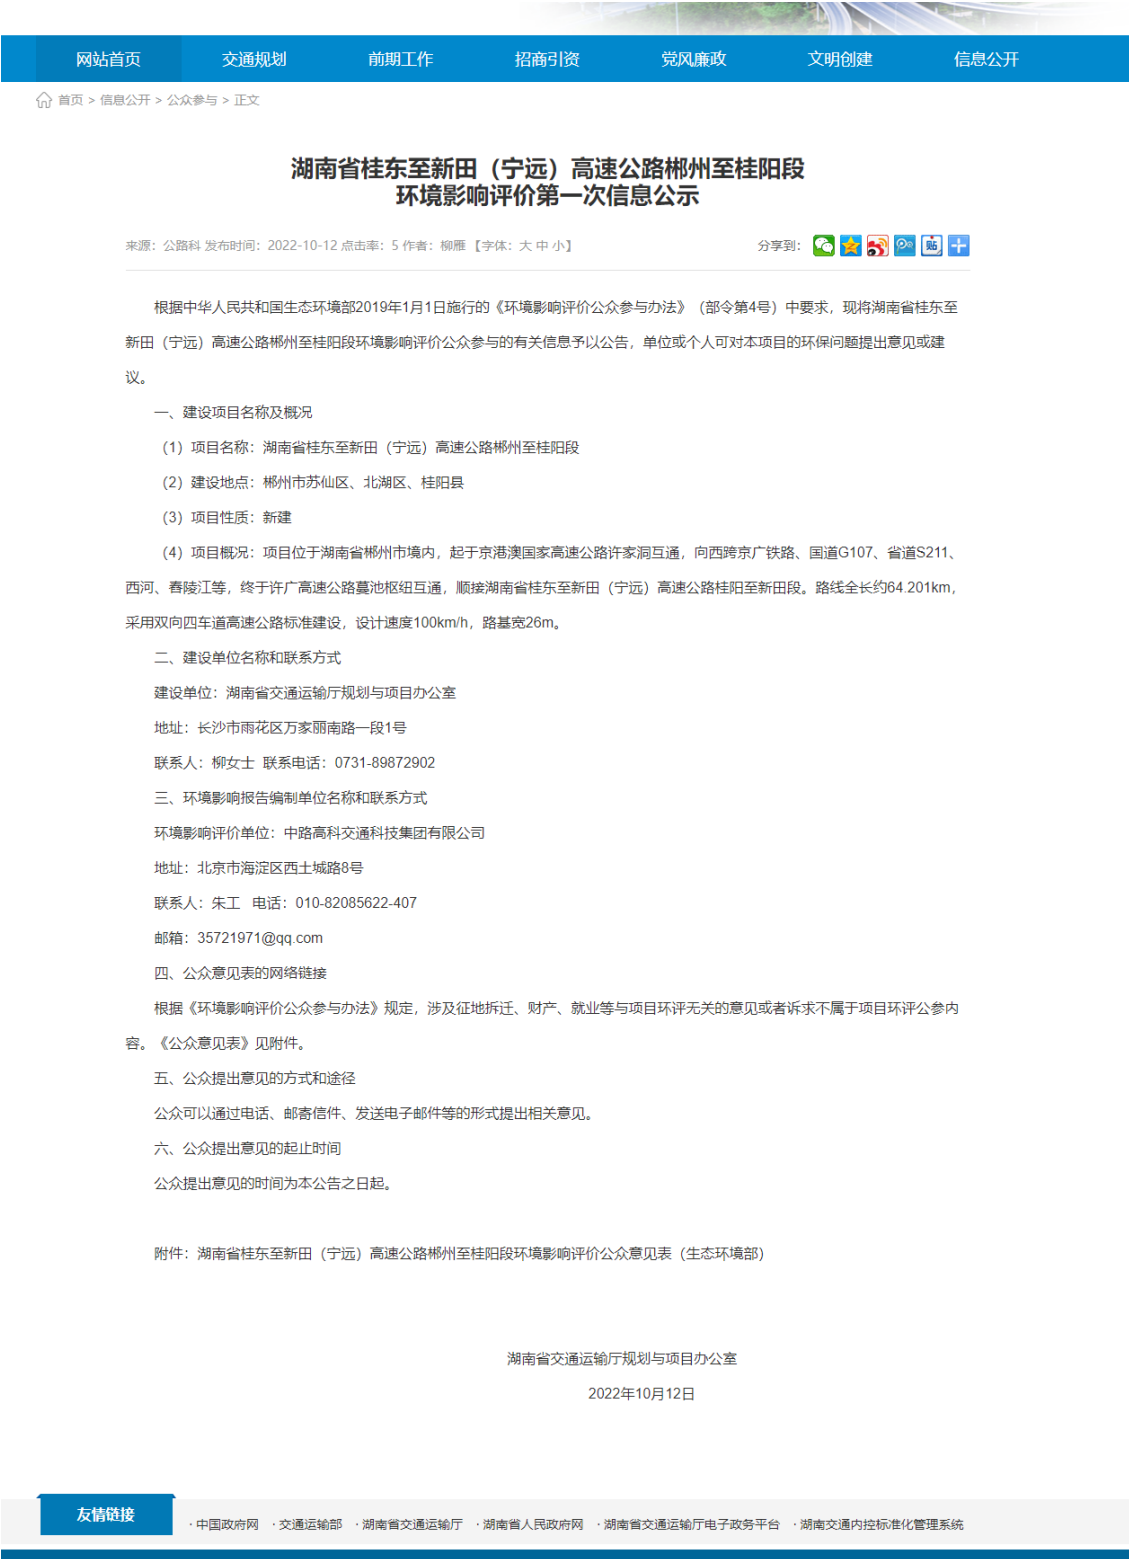 网站首页 交通规划 前期工作 招商引资 党风廉政 文明创建 信息公开
首页 > 信息公开 > 公众参与 > 正文
湖南省桂东至新田（宁远）高速公路郴州至桂阳段
环境影响评价第一次信息公示
来源：公路科 发布时间：2022-10-12 点击率：5 作者：柳雁 【字体：大 中 小】 分享到：
根据中华人民共和国生态环境部2019年1月1日施行的《环境影响评价公众参与办法》（部令第4号）中要求，现将湖南省桂东至
新田（宁远）高速公路郴州至桂阳段环境影响评价公众参与的有关信息予以公告，单位或个人可对本项目的环保问题提出意见或建
议。
一、建设项目名称及概况
（1）项目名称：湖南省桂东至新田（宁远）高速公路郴州至桂阳段
（2）建设地点：郴州市苏仙区、北湖区、桂阳县
（3）项目性质：新建
（4）项目概况：项目位于湖南省郴州市境内，起于京港澳国家高速公路许家洞互通，向西跨京广铁路、国道G107、省道S211、
西河、舂陵江等，终于许广高速公路蔓池枢纽互通，顺接湖南省桂东至新田（宁远）高速公路桂阳至新田段。路线全长约64.201km，
采用双向四车道高速公路标准建设，设计速度100km/h，路基宽26m。
二、建设单位名称和联系方式
建设单位：湖南省交通运输厅规划与项目办公室
地址：长沙市雨花区万家丽南路一段1号
联系人：柳女士 联系电话：0731-89872902
三、环境影响报告编制单位名称和联系方式
环境影响评价单位：中路高科交通科技集团有限公司
地址：北京市海淀区西土城路8号
联系人：朱工 电话：010-82085622-407
邮箱：35721971@qq.com
四、公众意见表的网络链接
根据《环境影响评价公众参与办法》规定，涉及征地拆迁、财产、就业等与项目环评无关的意见或者诉求不属于项目环评公参内
容。《公众意见表》见附件。
五、公众提出意见的方式和途径
公众可以通过电话、邮寄信件、发送电子邮件等的形式提出相关意见。
六、公众提出意见的起止时间
公众提出意见的时间为本公告之日起。
附件：湖南省桂东至新田（宁远）高速公路郴州至桂阳段环境影响评价公众意见表（生态环境部）
湖南省交通运输厅规划与项目办公室
2022年10月12日
友情链接 · 中国政府网 · 交通运输部 · 湖南省交通运输厅 · 湖南省人民政府网 · 湖南省交通运输厅电子政务平台 · 湖南交通内控标准化管理系统